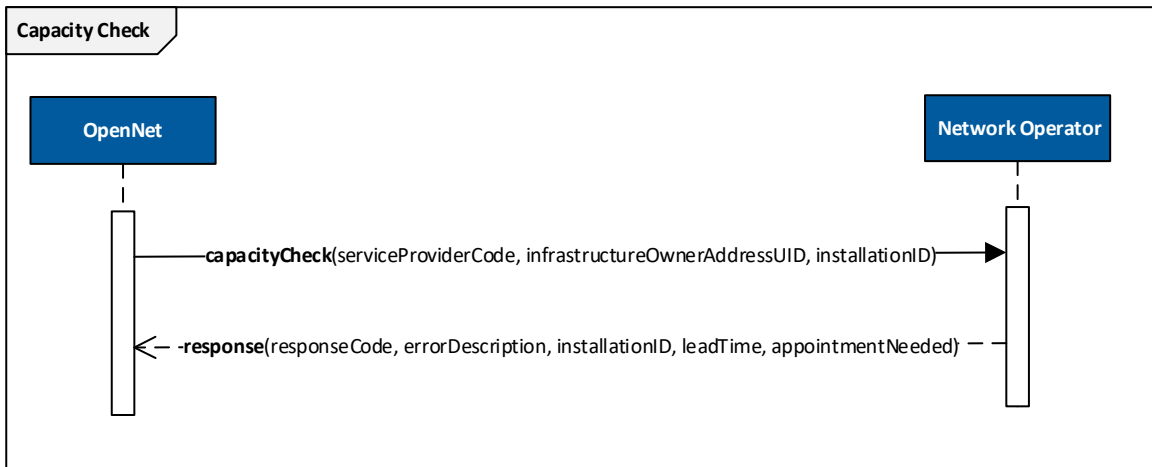 Capacity Check
OpenNet
Network Operator
capacityCheck(serviceProviderCode, infrastructureOwnerAddressUID, installationID)
response(responseCode, errorDescription, installationID, leadTime, appointmentNeeded)